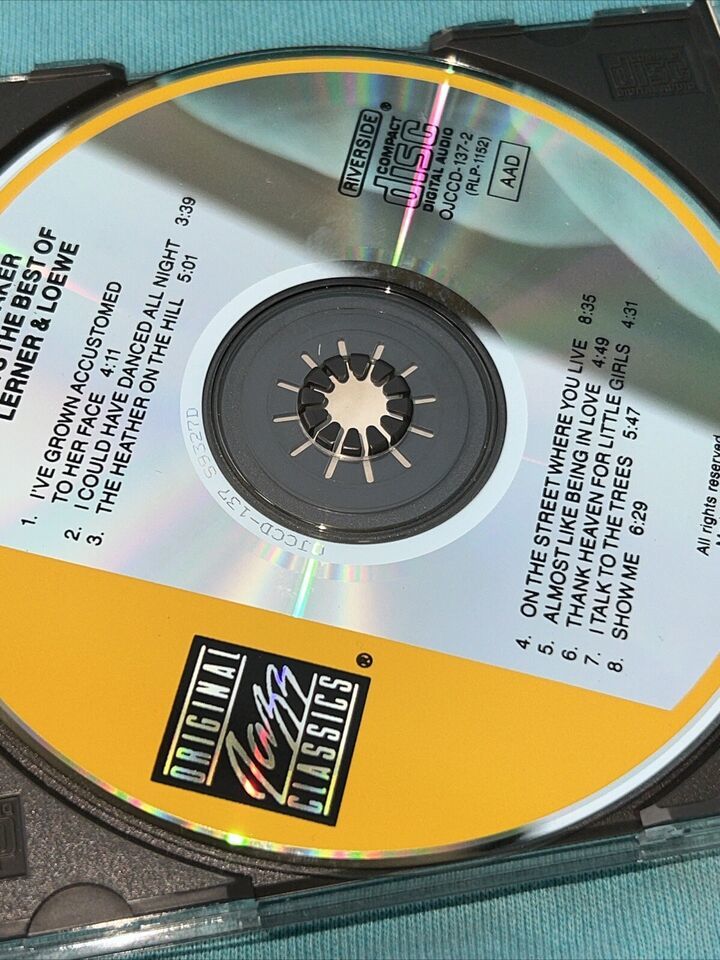 THE BEST OF
LERNER & LOEWE
1. I'VE GROWN ACCUSTOMED
TO HER FACE 4:11
2. I COULD HAVE DANCED ALL NIGHT 3:39
3. THE HEATHER ON THE HILL 5:01
RIVERSIDE®
COMPACT
disc
DIGITAL AUDIO
OJCCD-137-2
(RLP-1152)
AAD
4. ON THE STREET WHERE YOU LIVE 8:35
5. ALMOST LIKE BEING IN LOVE 4:49
6. THANK HEAVEN FOR LITTLE GIRLS 4:31
7. I TALK TO THE TREES 5:47
8. SHOW ME 6:29
All rights reserved
OJCCD-137 S9327D
ORIGINAL
Jazz
CLASSICS
®